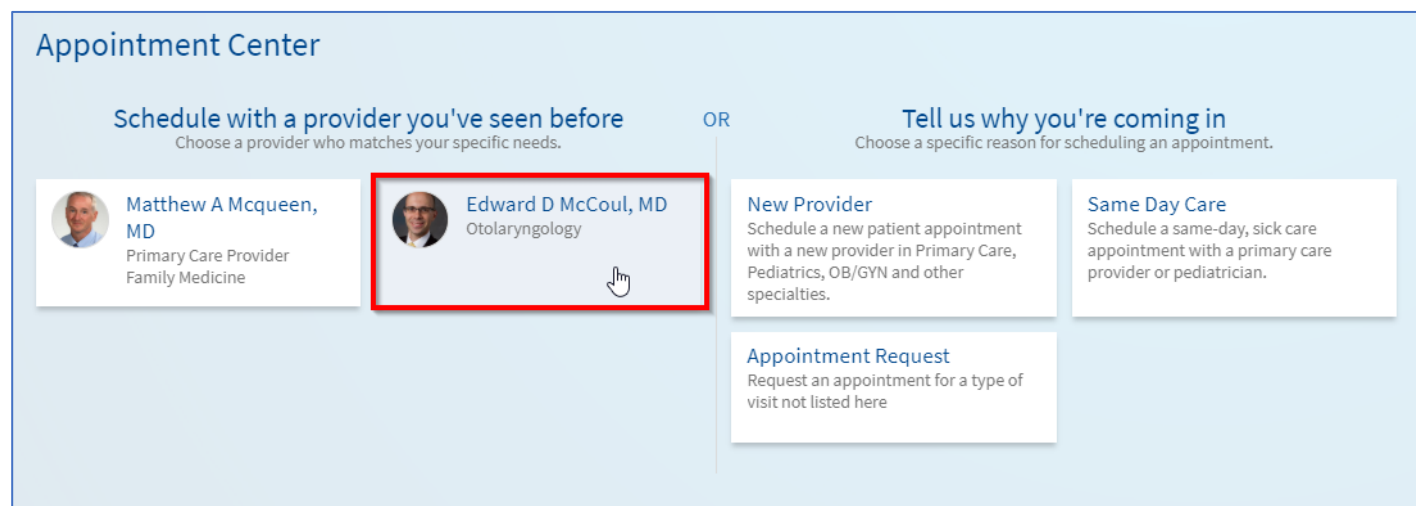 Appointment Center
Schedule with a provider you've seen before
Choose a provider who matches your specific needs.
Matthew A Mcqueen,
MD
Primary Care Provider
Family Medicine
Edward D McCoul, MD
Otolaryngology
OR
Tell us why you're coming in
Choose a specific reason for scheduling an appointment.
New Provider
Schedule a new patient appointment
with a new provider in Primary Care,
Pediatrics, OB/GYN and other
specialties.
Same Day Care
Schedule a same-day, sick care
appointment with a primary care
provider or pediatrician.
Appointment Request
Request an appointment for a type of
visit not listed here